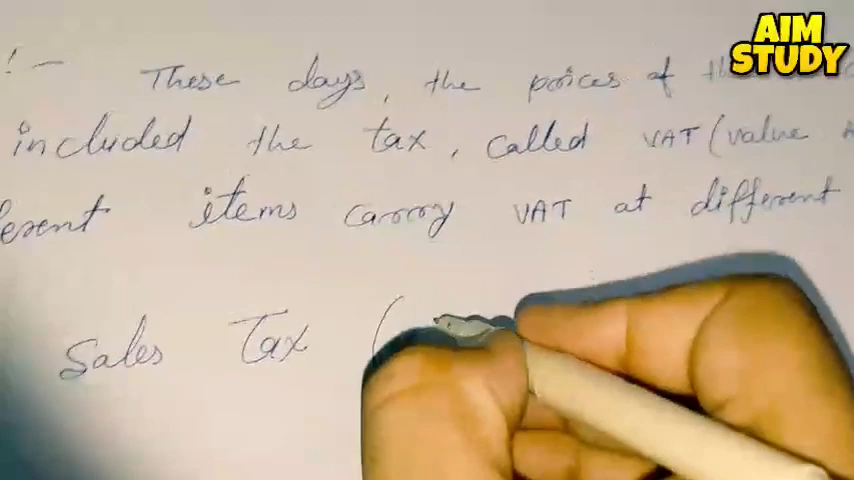 AIM
STUDY
! - These days, the prices of
included the tax, called VAT (value
erent items carry VAT at different
Sales Tax (